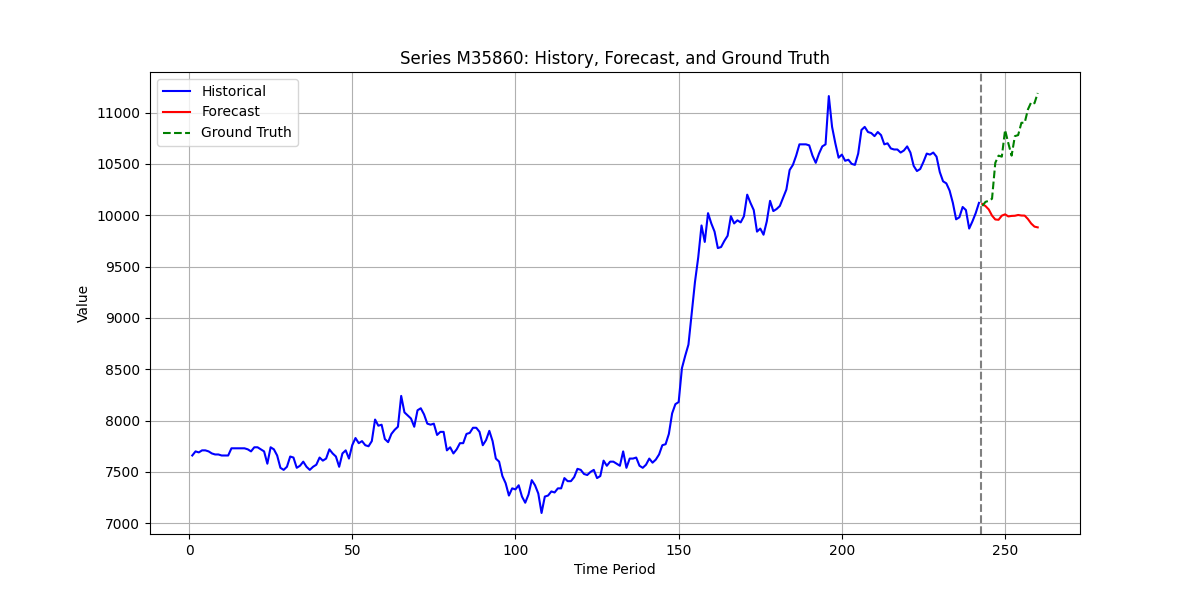 Series M35860: History, Forecast, and Ground Truth
Historical
Forecast
Ground Truth
11000
10500
10000
9500
9000
8500
8000
7500
7000
Value
0 50 100 150 200 250
Time Period